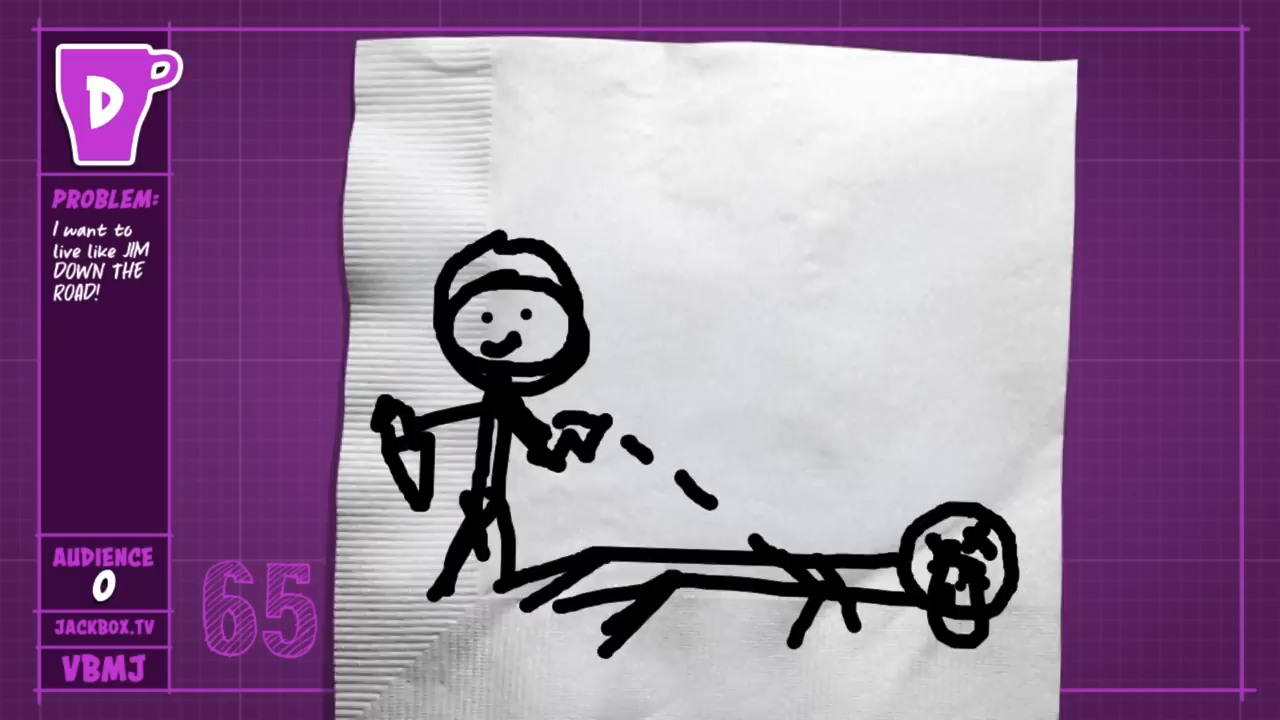 D
PROBLEM:
I want to
live like JIM
DOWN THE
ROAD!
AUDIENCE
0
65
JACKBOX.TV
VBMJ